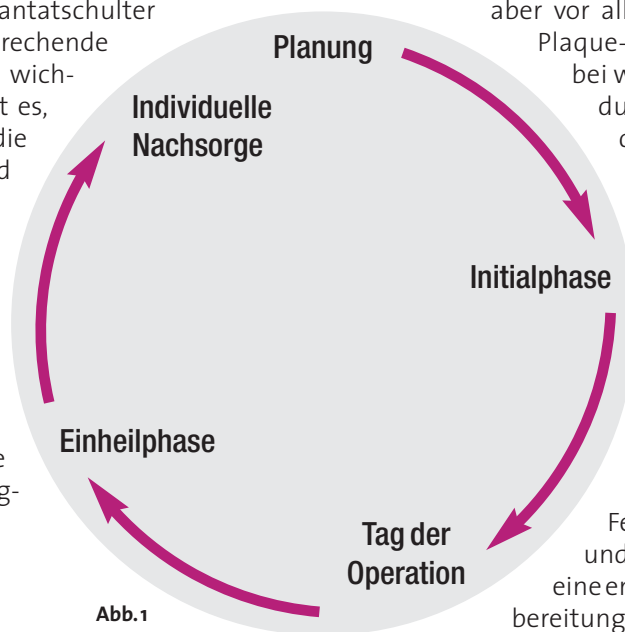 antatschulter
rechende
wich-
t es,
die
d
e
g-
aber vor all
Plaque-
bei w
du
Planung
Initialphase
Tag der
Operation
Einheilphase
Individuelle
Nachsorge
Abb.1
Fe
und
eine er
bereitung